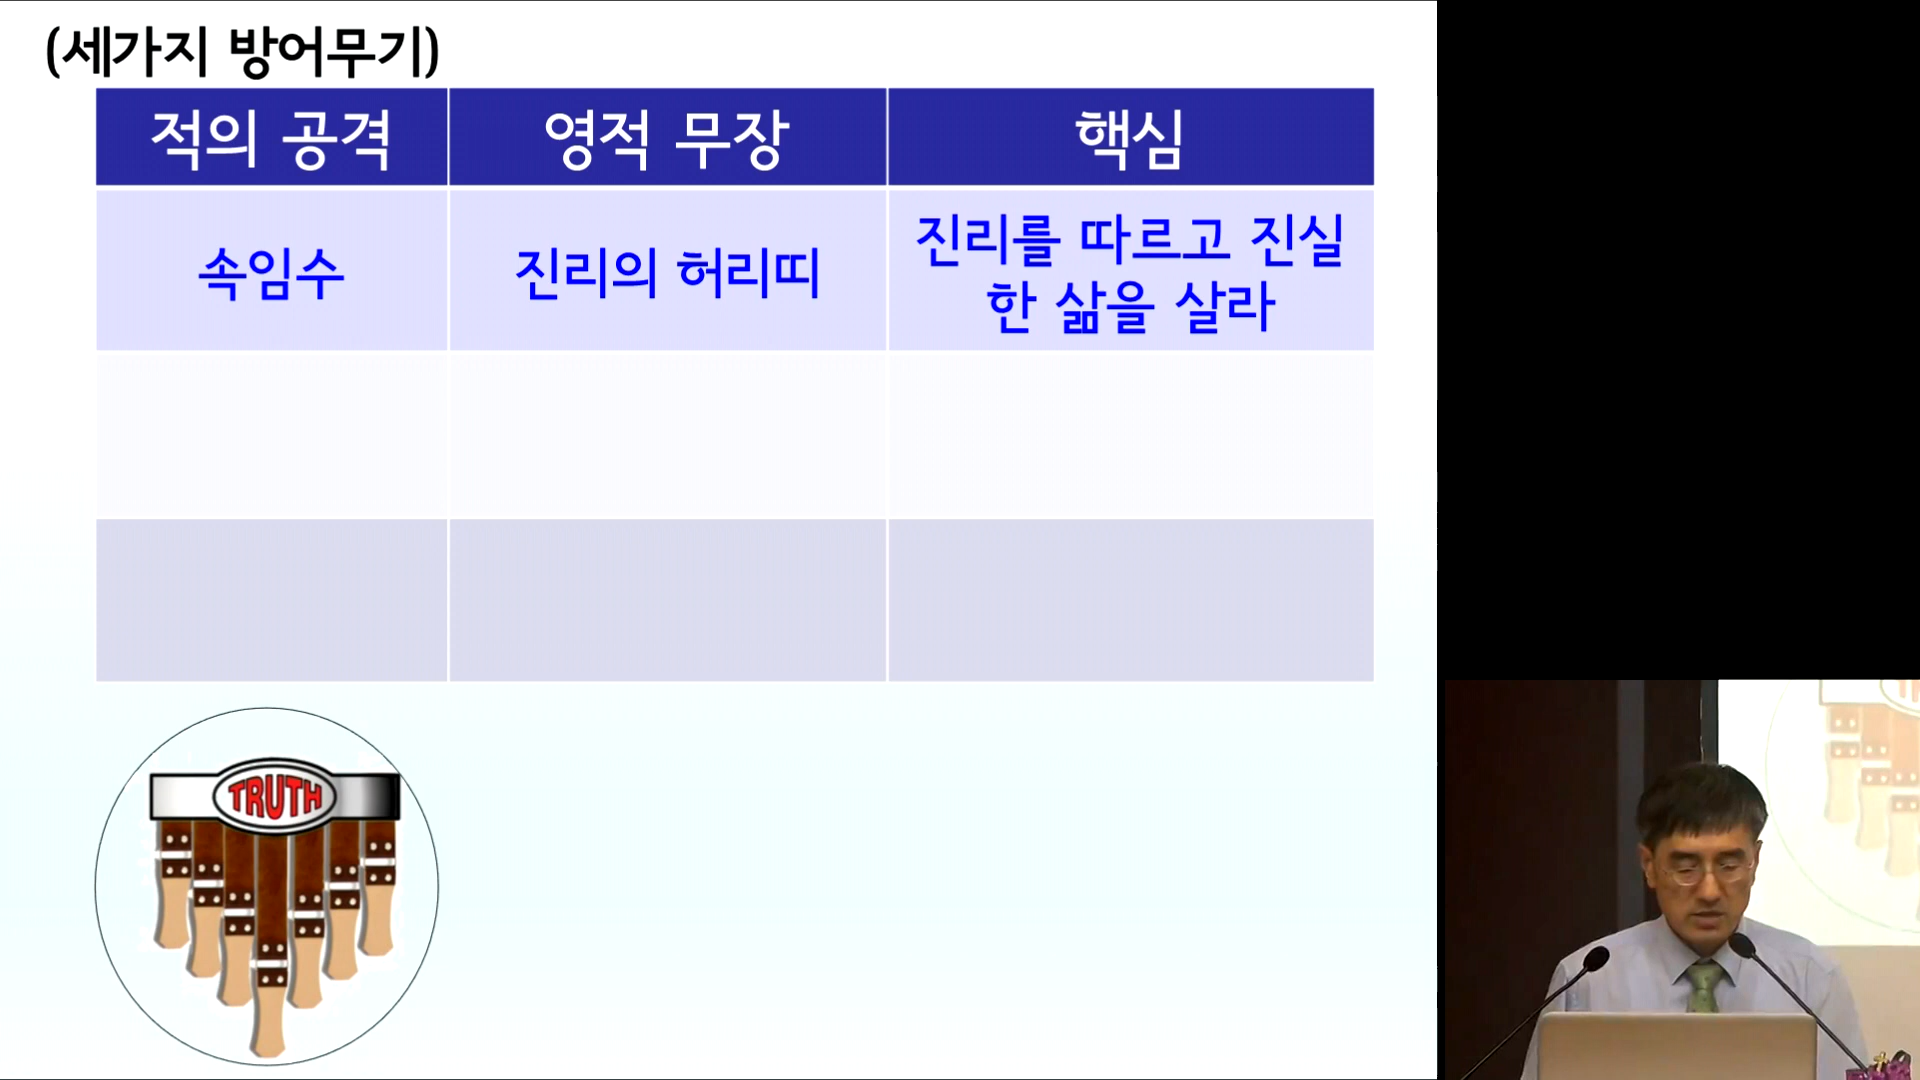 (세가지 방어무기)
적의 공격 영적 무장 핵심
속임수 진리의 허리띠 진리를 따르고 진실
한 삶을 살라
TRUTH